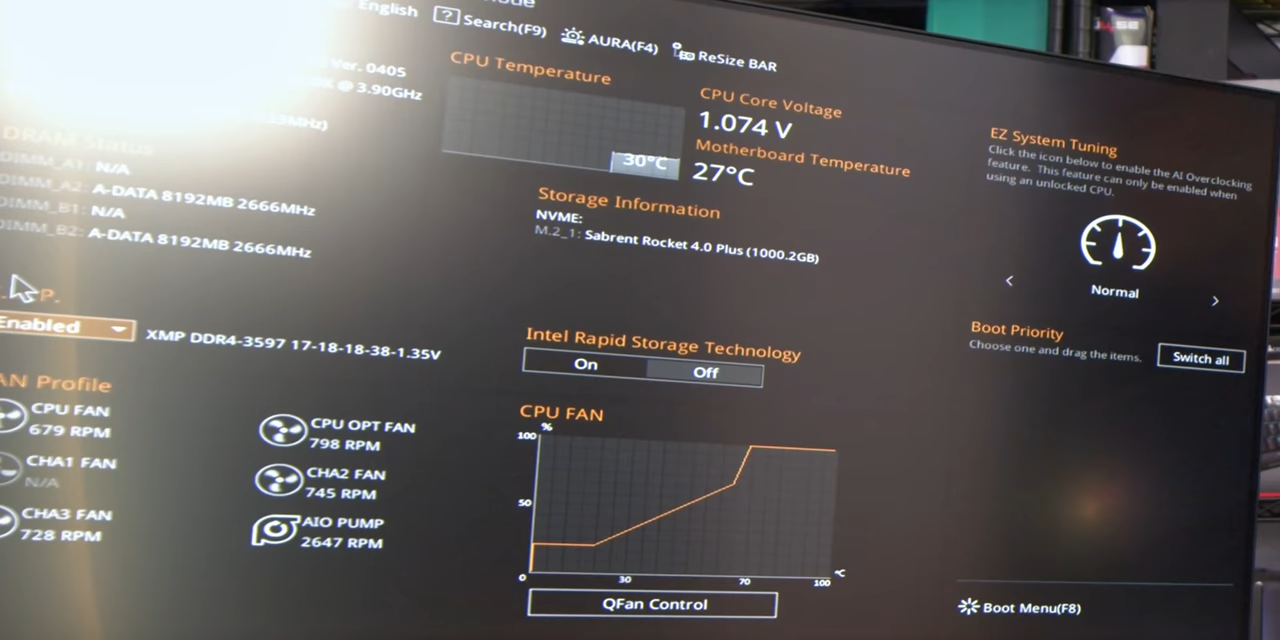 English
Search(F9)
AURA(F4)
ReSize BAR
Ver. 0405
@ 3.90GHz
DRAM Status
DIMM_A1: N/A
DIMM_A2: A-DATA 8192MB 2666MHz
DIMM_B1: N/A
DIMM_B2: A-DATA 8192MB 2666MHz
P.
Enabled
XMP DDR4-3597 17-18-18-38-1.35V
AN Profile
CPU FAN
679 RPM
CPU OPT FAN
798 RPM
CHA1 FAN
N/A
CHA2 FAN
745 RPM
CHA3 FAN
728 RPM
AIO PUMP
2647 RPM
CPU Temperature
30°C
CPU Core Voltage
1.074 V
Motherboard Temperature
27°C
Storage Information
NVME:
M.2_1: Sabrent Rocket 4.0 Plus (1000.2GB)
Intel Rapid Storage Technology
On
Off
CPU FAN
%
100
50
0
30
70
100
°C
QFan Control
EZ System Tuning
Click the icon below to enable the AI Overclocking
feature. This feature can only be enabled when
using an unlocked CPU.
Normal
Boot Priority
Choose one and drag the items.
Switch all
Boot Menu(F8)